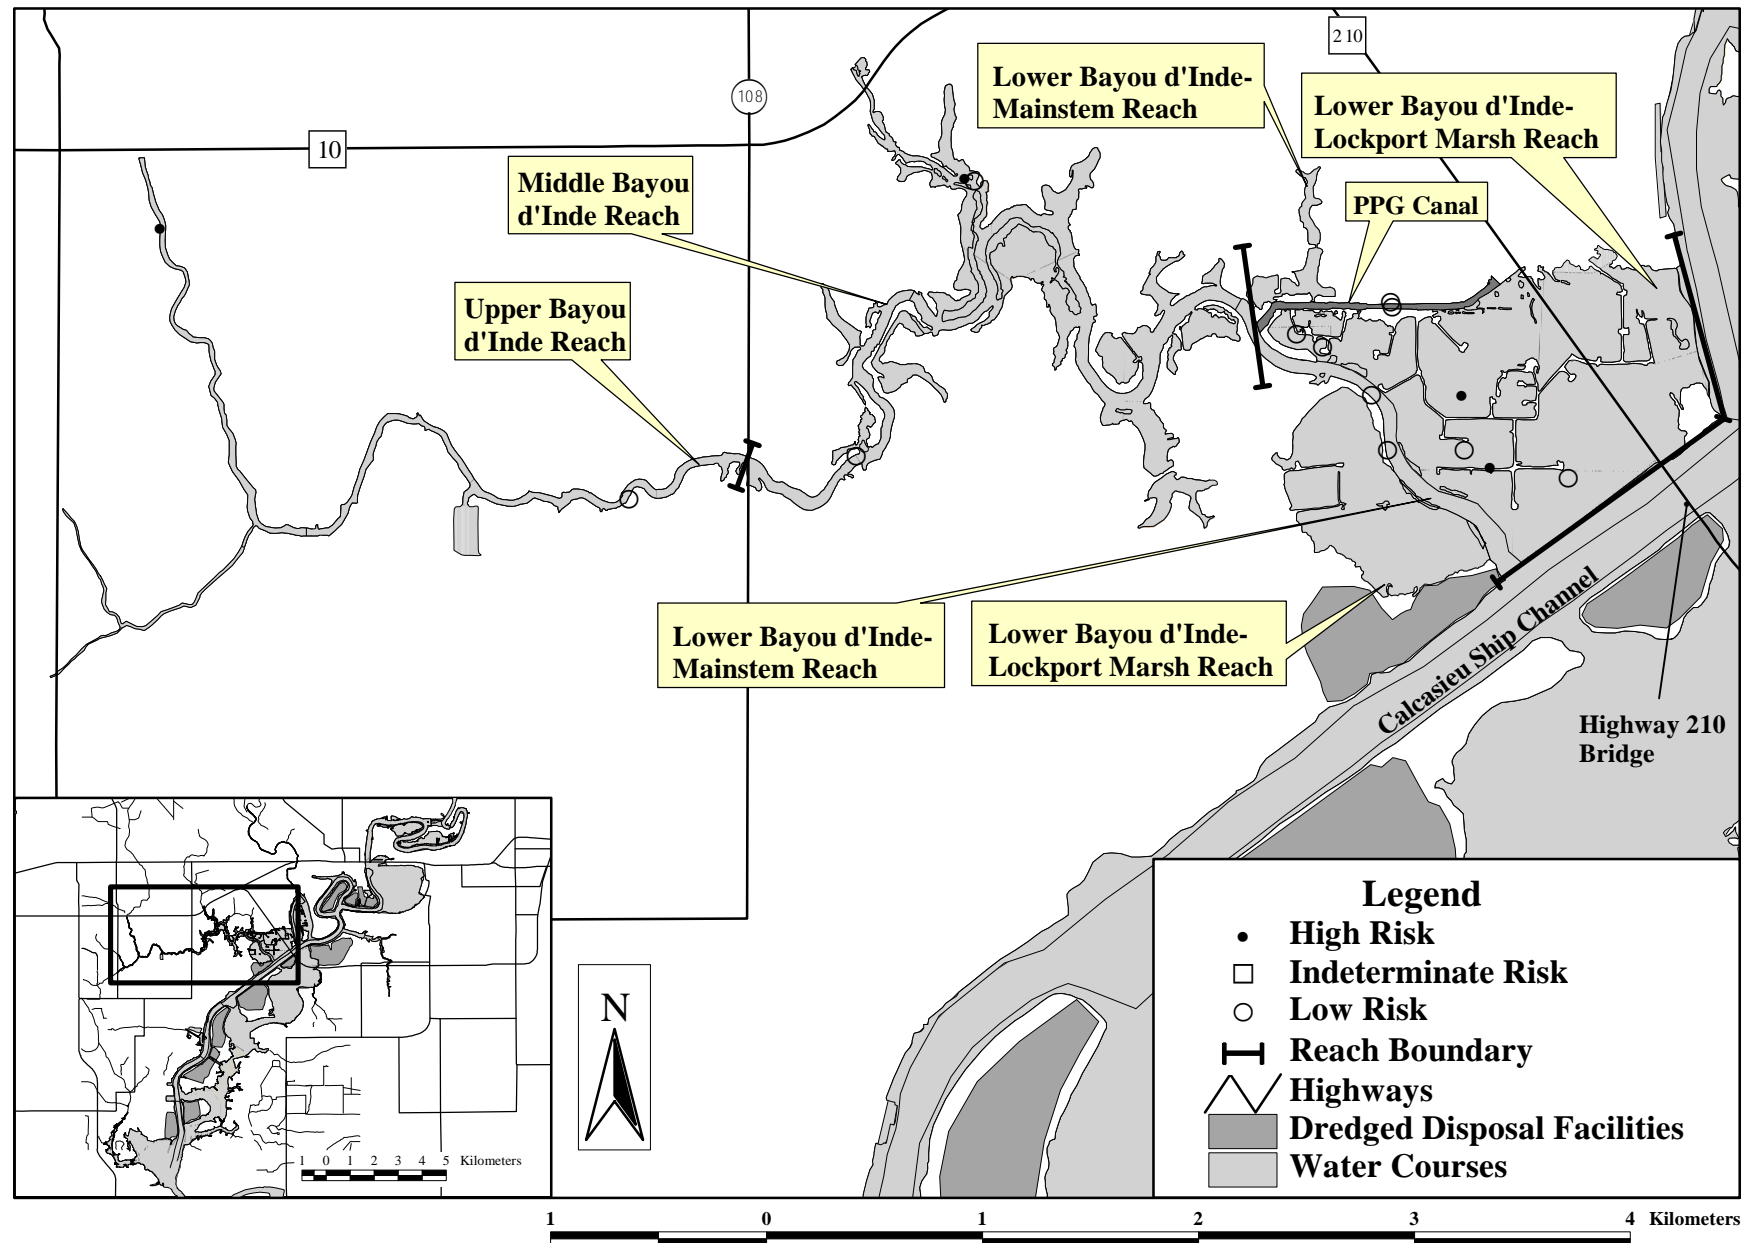 210
Lower Bayou d'Inde-
Mainstem Reach
Lower Bayou d'Inde-
Lockport Marsh Reach
108
10
Middle Bayou
d'Inde Reach
PPG Canal
Upper Bayou
d'Inde Reach
Lower Bayou d'Inde-
Mainstem Reach
Lower Bayou d'Inde-
Lockport Marsh Reach
Calcasieu Ship Channel
Highway 210
Bridge
Legend
High Risk
Indeterminate Risk
Low Risk
Reach Boundary
Highways
Dredged Disposal Facilities
Water Courses
N
1 0 1 2 3 4 5 Kilometers
1 0 1 2 3 4 Kilometers